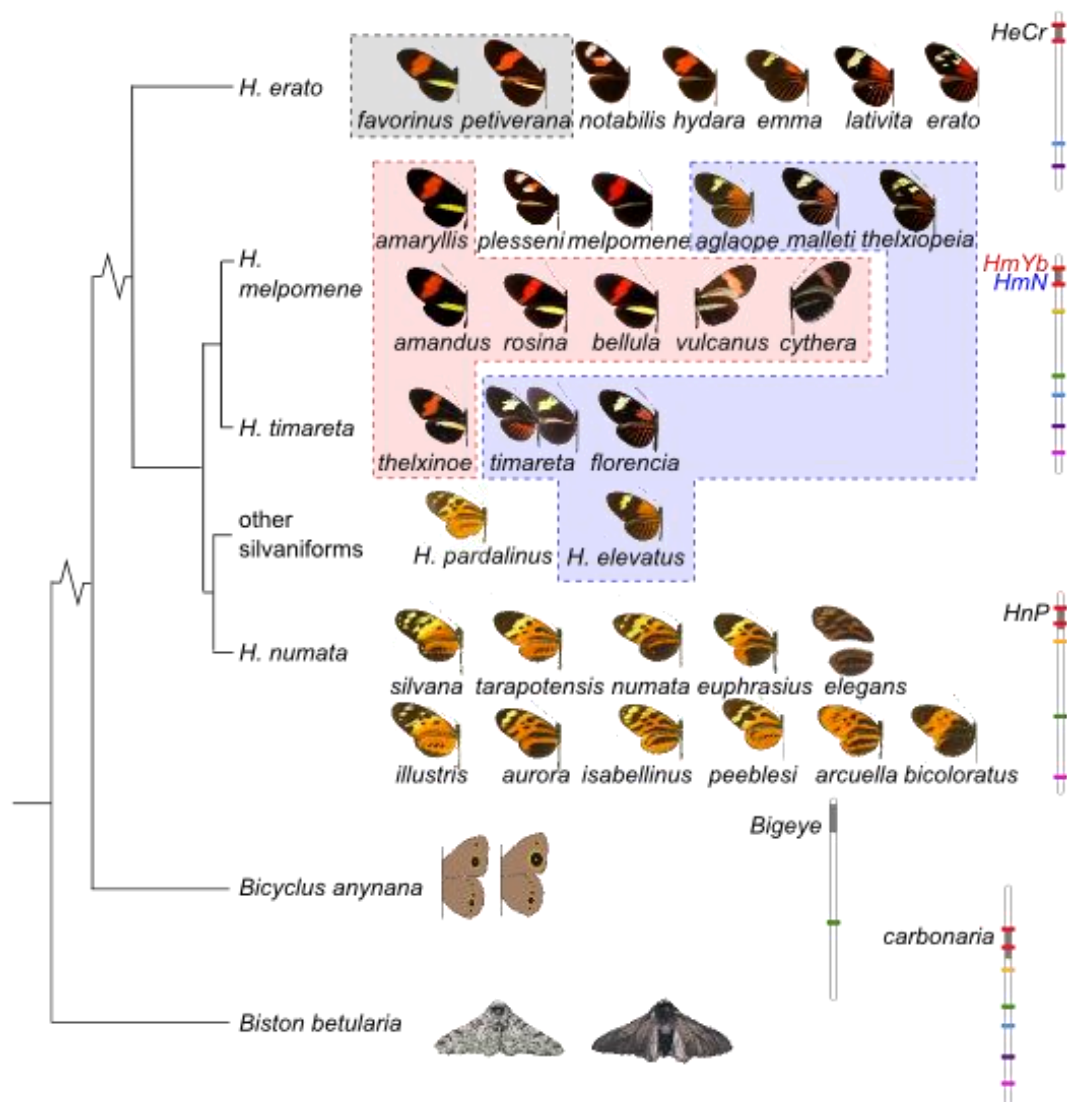 HeCr
H. erato
favorinus petiverana notabilis hydara emma lativita erato
amaryllis plesseni melpomene aglaope malleti thelxiopeia
H.
melpomene
HmYb
HmN
amandus rosina bellula vulcanus cythera
H. timareta
thelxinoe timareta florencia
other
silvaniforms
H. pardalinus H. elevatus
HnP
H. numata
silvana tarapotensis numata euphrasius elegans
illustris aurora isabellinus peeblesi arcuella bicoloratus
Bigeye
Bicyclus anynana
carbonaria
Biston betularia